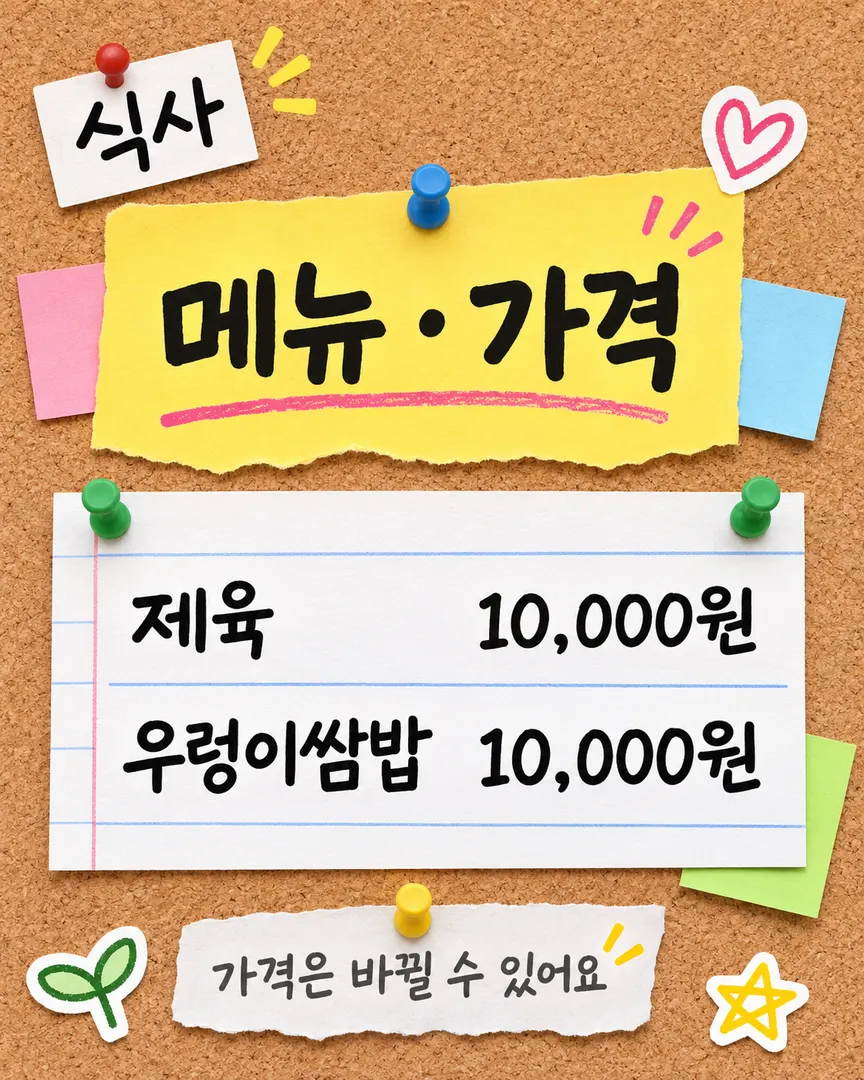 식사
메뉴·가격
제육 10,000원
우렁이쌈밥 10,000원
가격은 바뀔 수 있어요